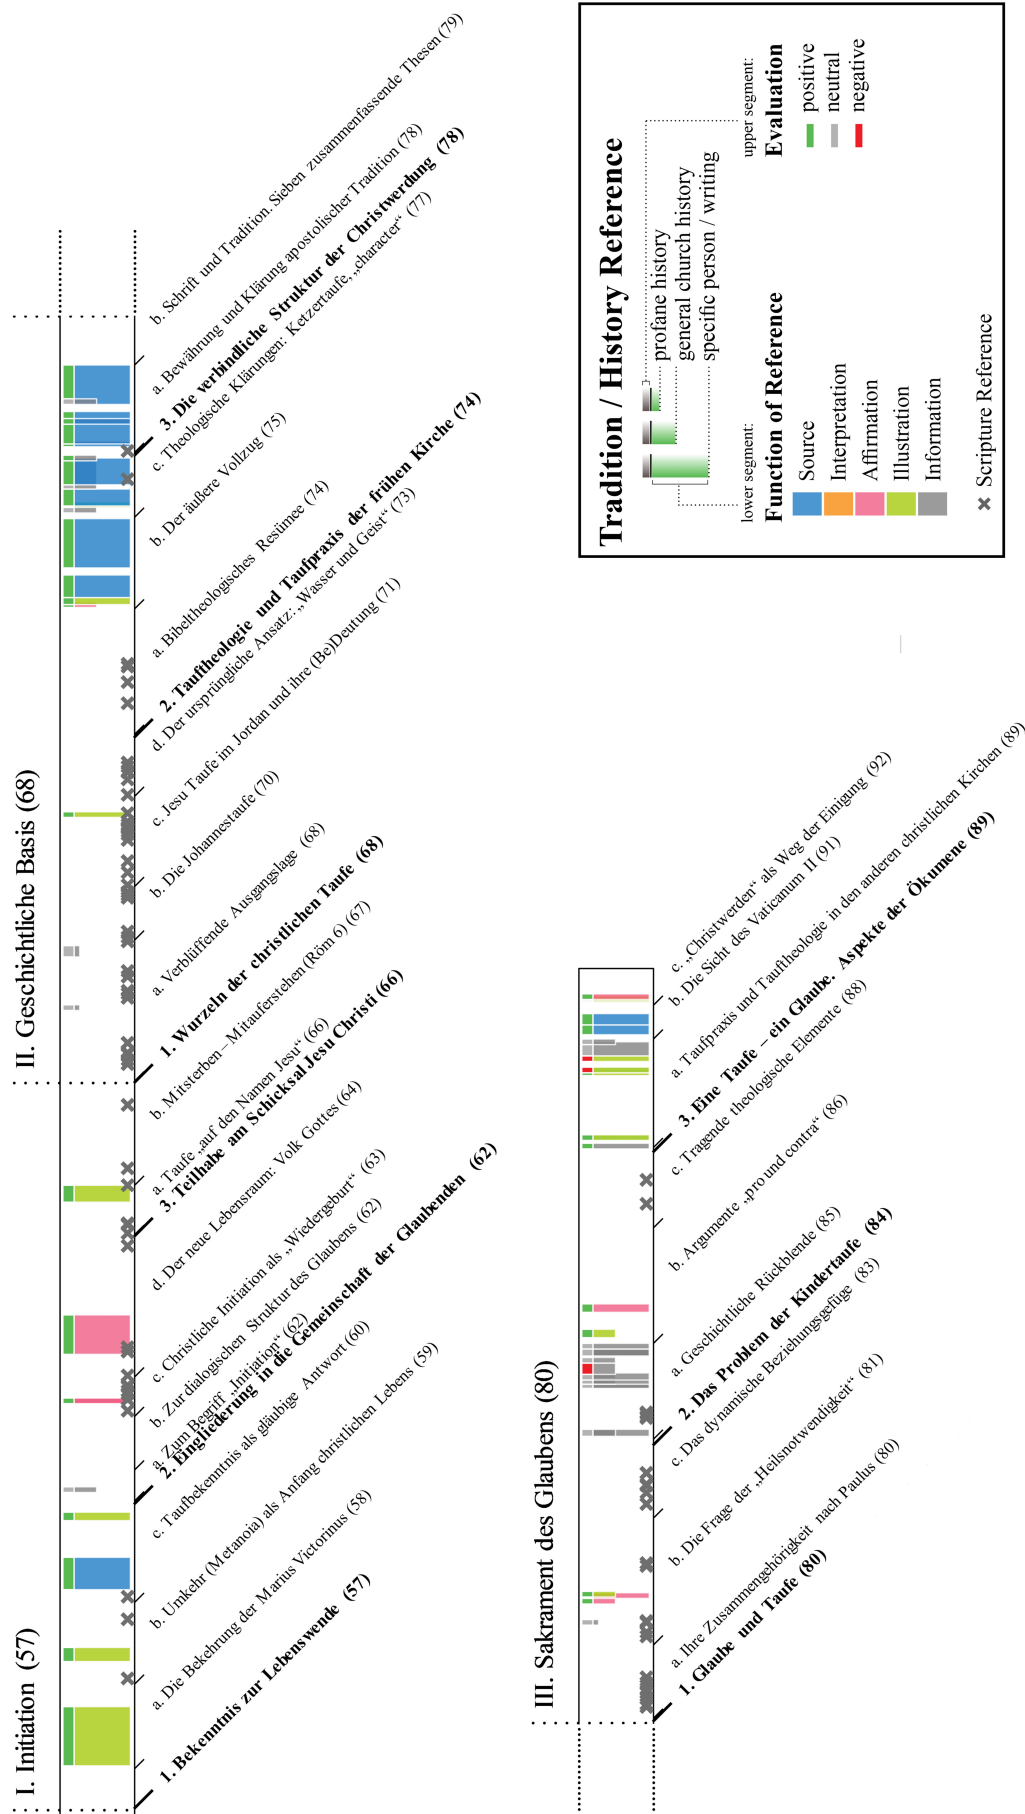 I. Initiation (57)
1. Bekenntnis zur Lebenswende (57)
a. Die Bekehrung der Marius Victorinus (58)
b. Umkehr (Metanoia) als Anfang christlichen Lebens (59)
c. Taufbekenntnis als gläubige Antwort (60)
2. Eingliederung in die Gemeinschaft der Glaubenden (62)
a. Zum Begriff „Initiation“ (62)
b. Zur dialogischen Struktur des Glaubens (62)
c. Christliche Initiation als „Wiedergeburt“ (63)
d. Der neue Lebensraum: Volk Gottes (64)
3. Teilhabe am Schicksal Jesu Christi (66)
a. Taufe „auf den Namen Jesu“ (66)
b. Mitsterben–Mitauferstehen (Röm 6) (67)
II. Geschichtliche Basis (68)
1. Wurzeln der christlichen Taufe (68)
a. Verblüffende Ausgangslage (68)
b. Die Johannestaufe (70)
c. Jesu Taufe im Jordan und ihre (Be)Deutung (71)
d. Der ursprüngliche Ansatz: „Wasser und Geist“ (73)
2. Tauftheologie und Taufpraxis der frühen Kirche (74)
a. Bibeltheologisches Resümee (74)
b. Der äußere Vollzug (75)
c. Theologische Klärungen: Ketzertaufe, „character“ (77)
3. Die verbindliche Struktur der Christwerdung (78)
a. Bewährung und Klärung apostolischer Tradition (78)
b. Schrift und Tradition. Sieben zusammenfassende Thesen (79)
III. Sakrament des Glaubens (80)
1. Glaube und Taufe (80)
a. Ihre Zusammengehörigkeit nach Paulus (80)
b. Die Frage der „Heilsnotwendigkeit“ (81)
c. Das dynamische Beziehungsgefüge (83)
2. Das Problem der Kindertaufe (84)
a. Geschichtliche Rückblende (85)
b. Argumente „pro und contra“ (86)
c. Tragende theologische Elemente (88)
3. Eine Taufe – ein Glaube. Aspekte der Ökumene (89)
a. Taufpraxis und Tauftheologie in den anderen christlichen Kirchen (89)
b. Die Sicht des Vaticanum II (91)
c. „Christwerden“ als Weg der Einigung (92)
Tradition / History Reference
profane history
general church history
specific person / writing
lower segment:
Function of Reference
Source
Interpretation
Affirmation
Illustration
Information
Scripture Reference
upper segment:
Evaluation
positive
neutral
negative